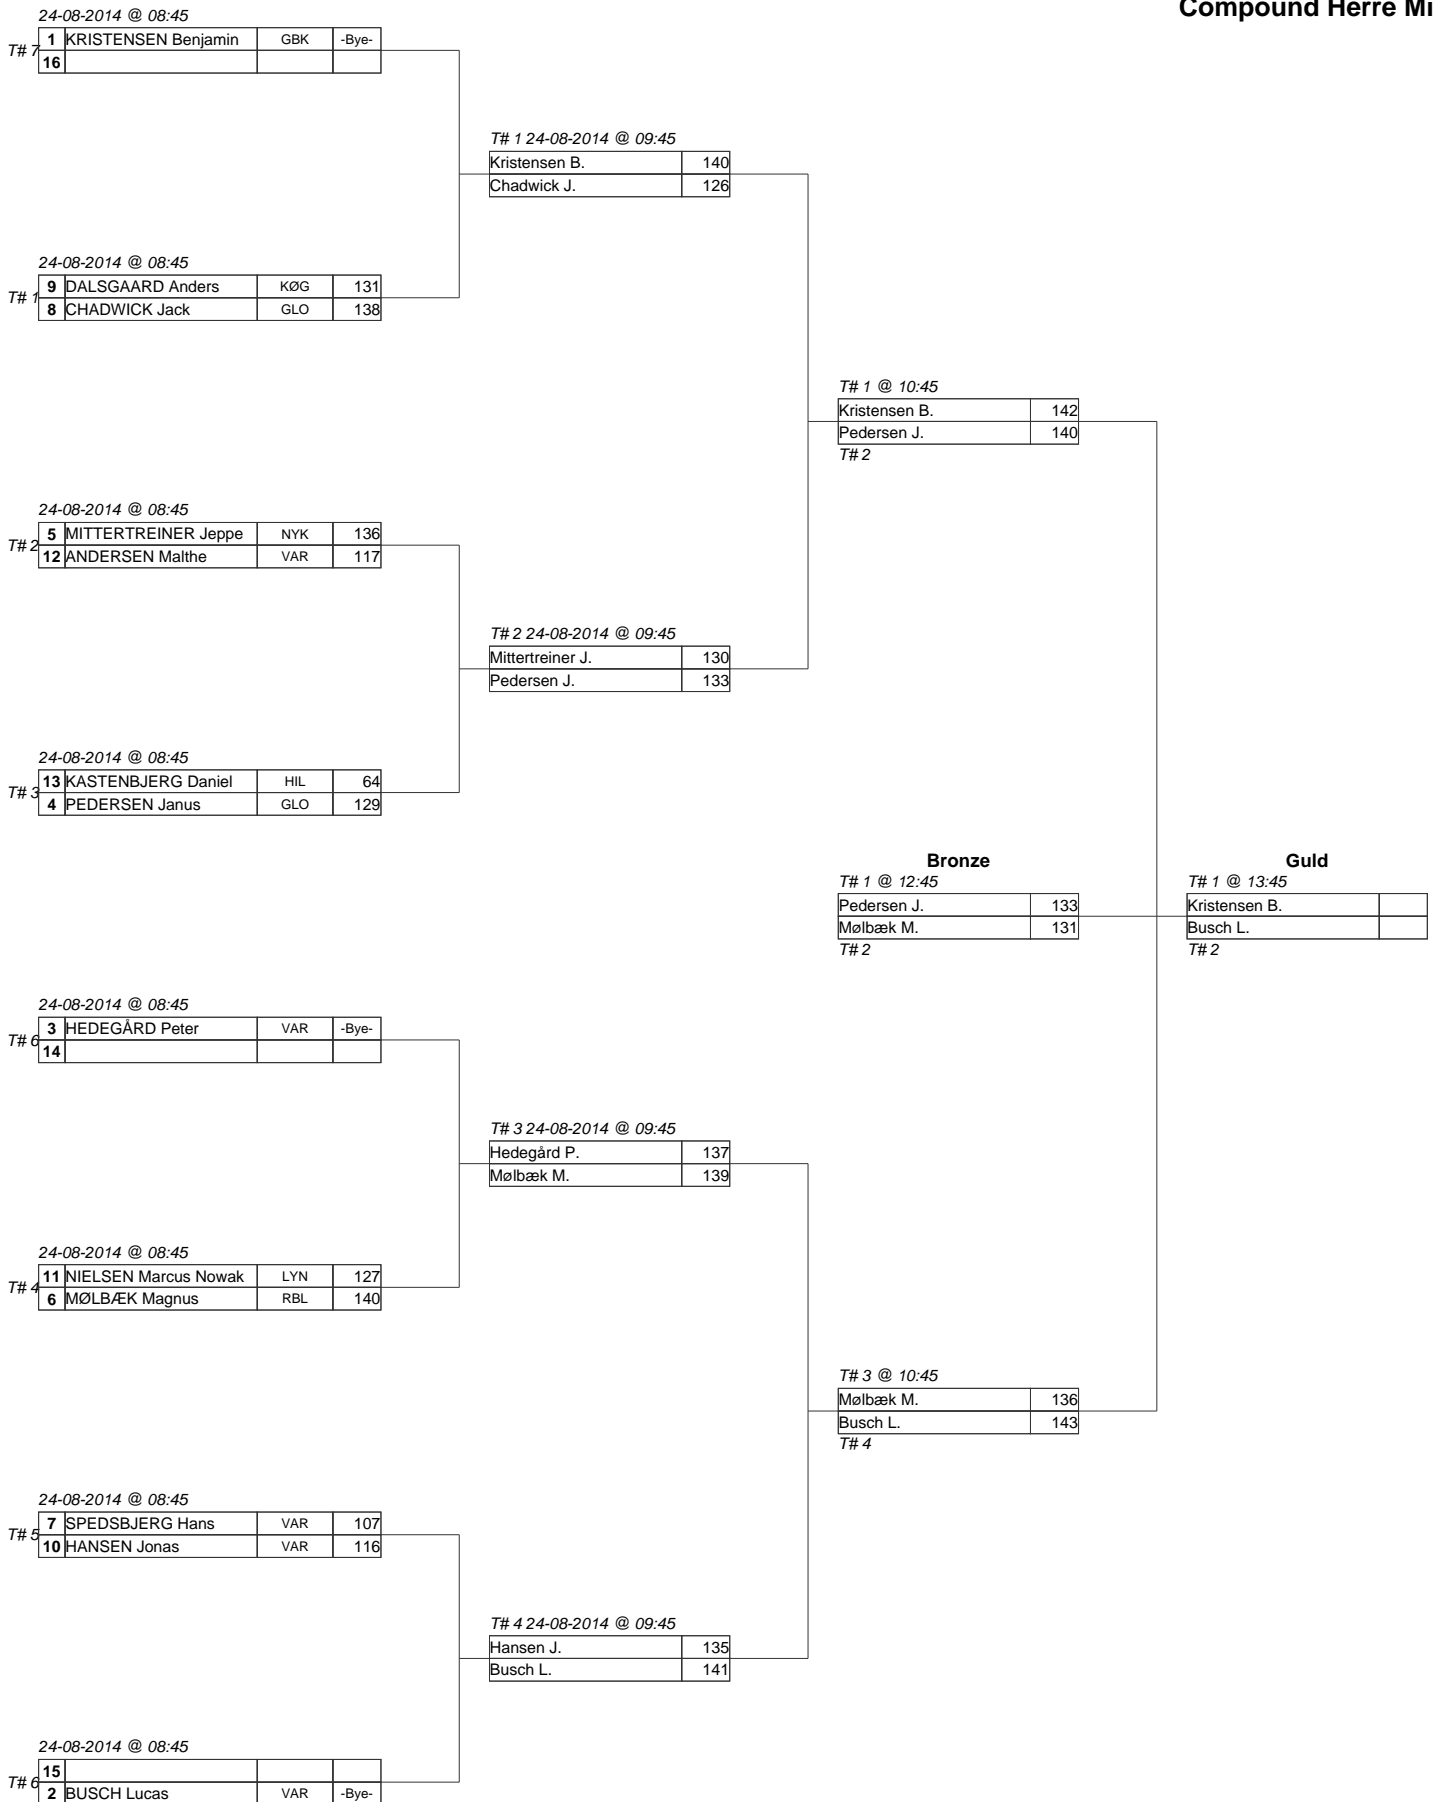 Compound Herre Mi
24-08-2014 @ 08:45
T# 7
1 KRISTENSEN Benjamin GBK -Bye-
16
T# 1 24-08-2014 @ 09:45
Kristensen B. 140
Chadwick J. 126
24-08-2014 @ 08:45
T# 1
9 DALSGAARD Anders KØG 131
8 CHADWICK Jack GLO 138
T# 1 @ 10:45
Kristensen B. 142
Pedersen J. 140
T# 2
24-08-2014 @ 08:45
T# 2
5 MITTERTREINER Jeppe NYK 136
12 ANDERSEN Malthe VAR 117
T# 2 24-08-2014 @ 09:45
Mittertreiner J. 130
Pedersen J. 133
24-08-2014 @ 08:45
T# 3
13 KASTENBJERG Daniel HIL 64
4 PEDERSEN Janus GLO 129
Bronze
T# 1 @ 12:45
Pedersen J. 133
Mølbæk M. 131
T# 2
Guld
T# 1 @ 13:45
Kristensen B.
Busch L.
T# 2
24-08-2014 @ 08:45
T# 6
3 HEDEGÅRD Peter VAR -Bye-
14
T# 3 24-08-2014 @ 09:45
Hedegård P. 137
Mølbæk M. 139
24-08-2014 @ 08:45
T# 4
11 NIELSEN Marcus Nowak LYN 127
6 MØLBÆK Magnus RBL 140
T# 3 @ 10:45
Mølbæk M. 136
Busch L. 143
T# 4
24-08-2014 @ 08:45
T# 5
7 SPEDSBJERG Hans VAR 107
10 HANSEN Jonas VAR 116
T# 4 24-08-2014 @ 09:45
Hansen J. 135
Busch L. 141
24-08-2014 @ 08:45
T# 6
15
2 BUSCH Lucas VAR -Bye-